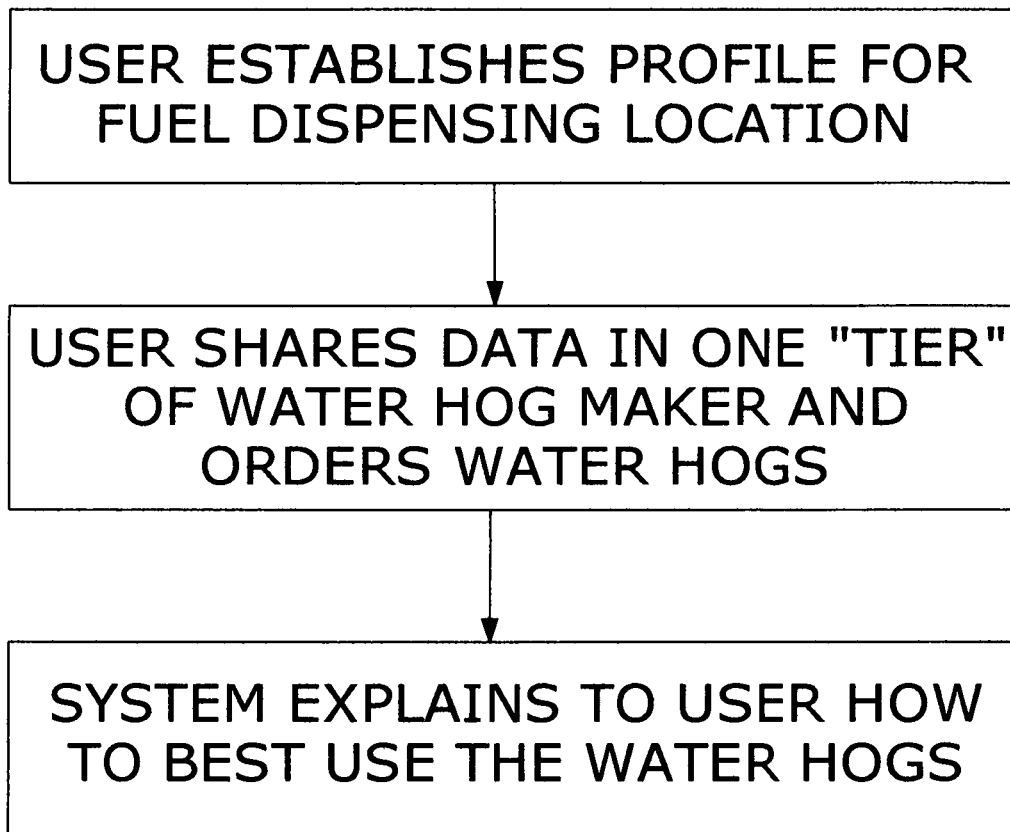 USER ESTABLISHES PROFILE FOR
FUEL DISPENSING LOCATION
USER SHARES DATA IN ONE "TIER"
OF WATER HOG MAKER AND
ORDERS WATER HOGS
SYSTEM EXPLAINS TO USER HOW
TO BEST USE THE WATER HOGS